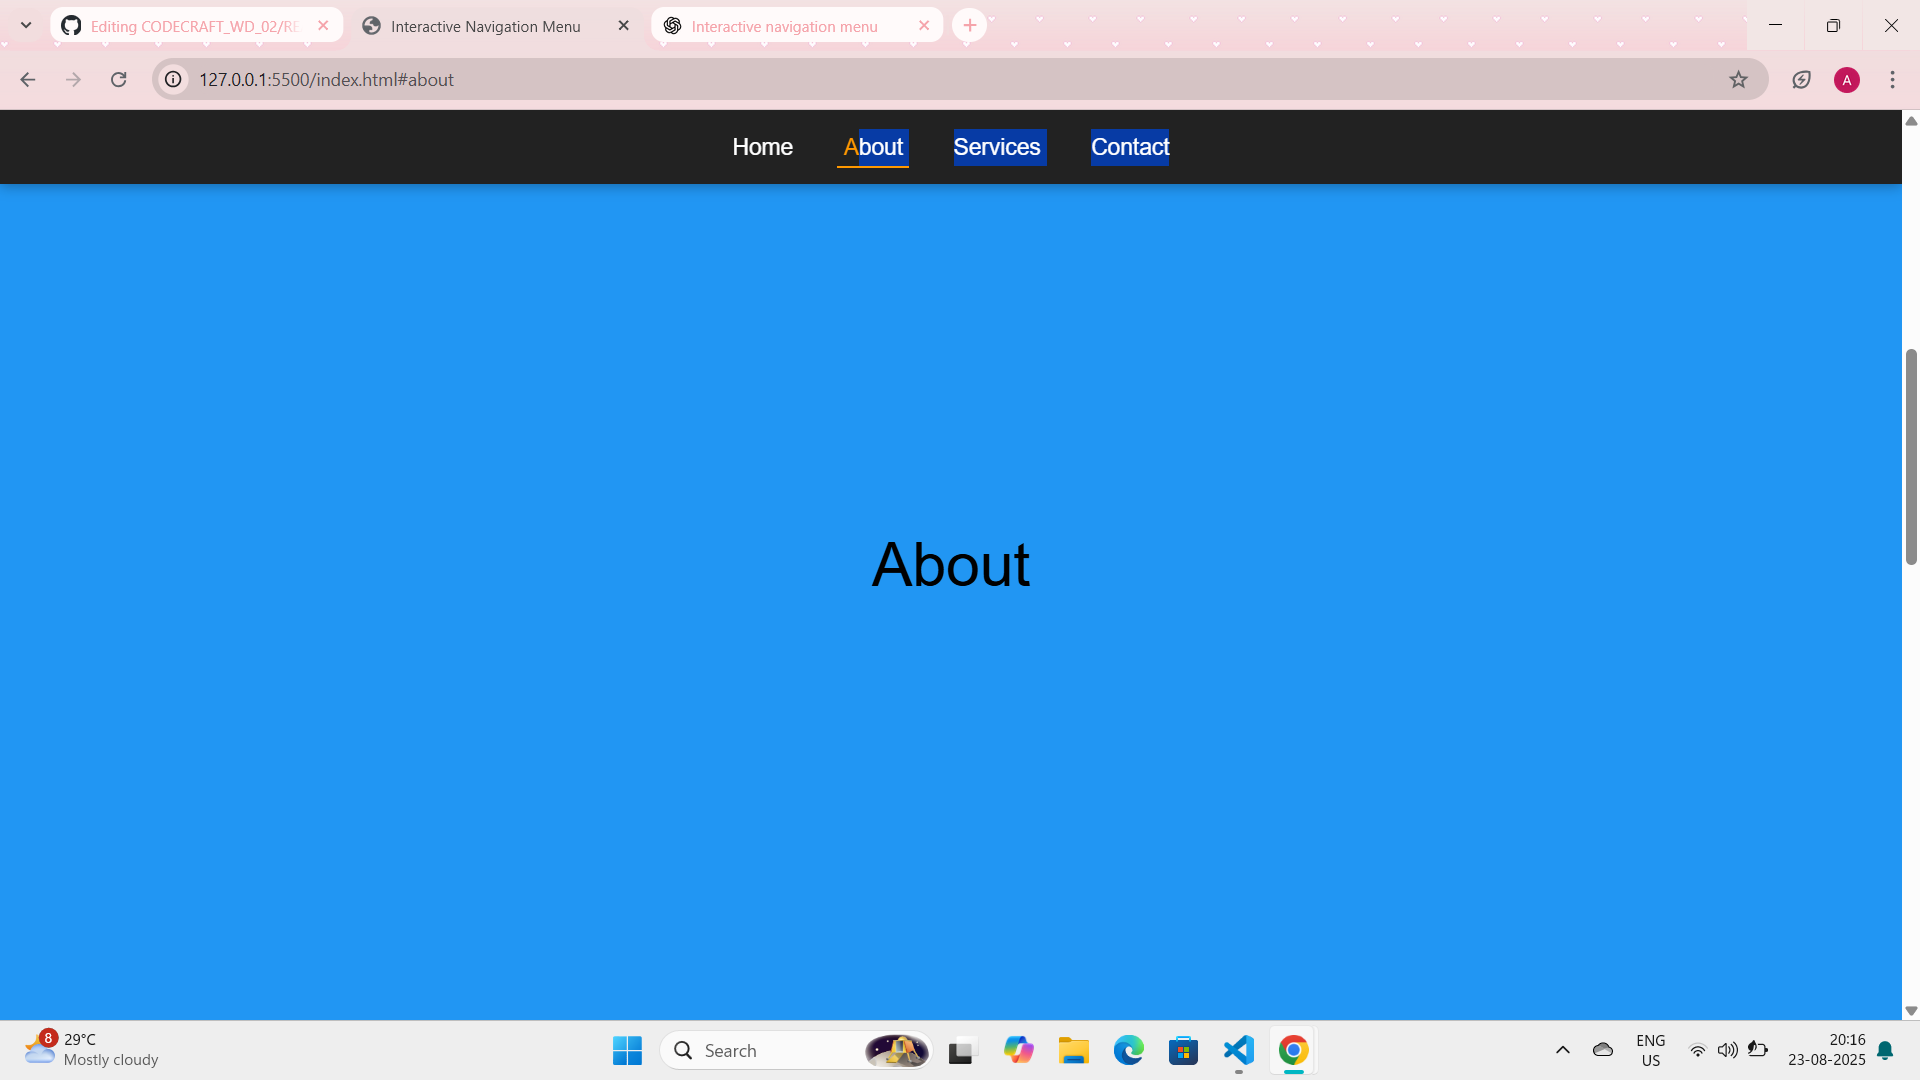 Editing CODECRAFT_WD_02/RE
Interactive Navigation Menu
Interactive navigation menu
127.0.0.1:5500/index.html#about
A
Home About Services Contact
About
8
29°C
Mostly cloudy
Search
ENG
US
20:16
23-08-2025